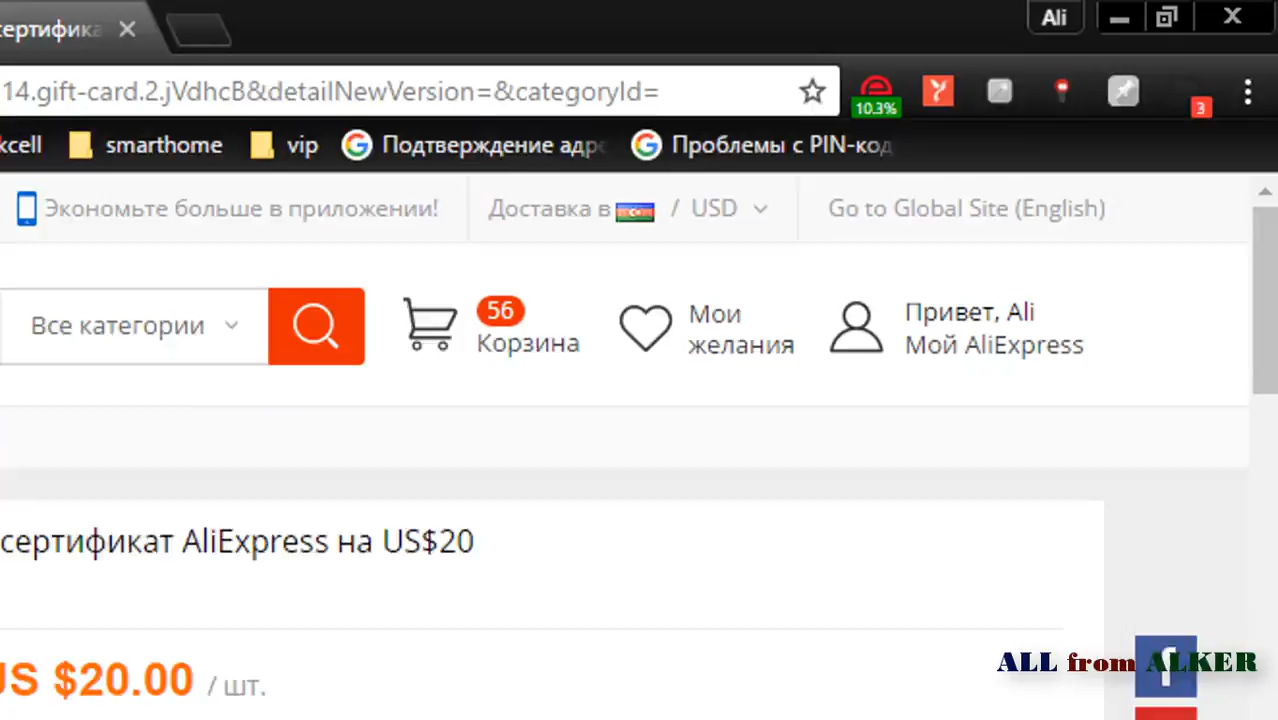 сертифика
Ali
14.gift-card.2.jVdhcB&detailNewVersion=&categoryId=
10.3%
3
kcell
smarthome
vip
Подтверждение адре
Проблемы с PIN-код
Экономьте больше в приложении!
Доставка в / USD
Go to Global Site (English)
Все категории
56
Корзина
Мои
желания
Привет, Ali
Мой AliExpress
сертификат AliExpress на US$20
US $20.00 / шт.
ALL from ALKER